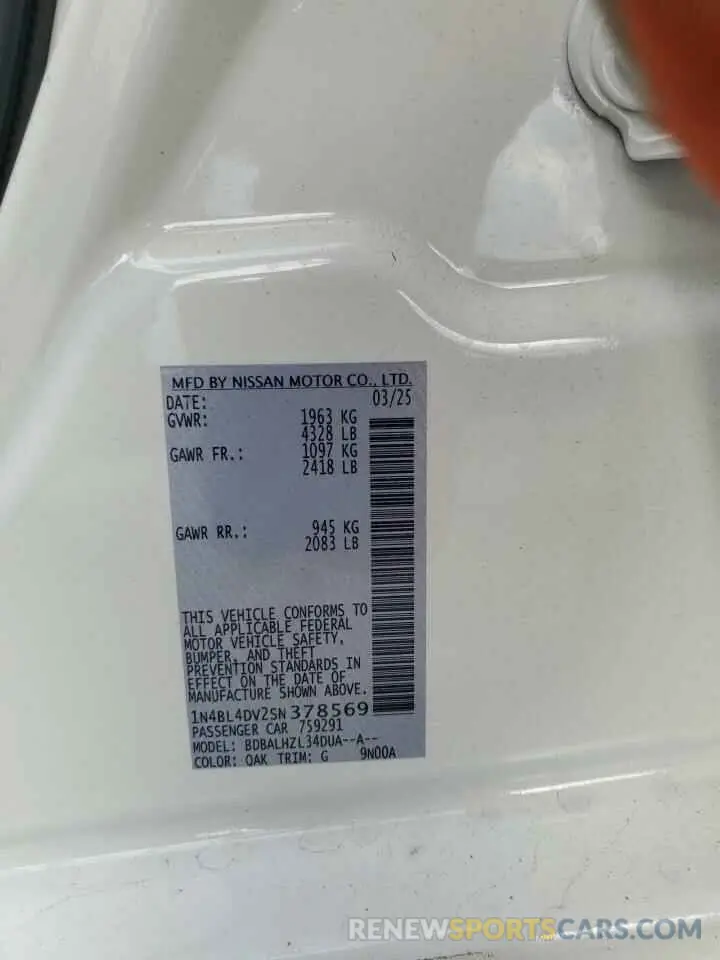 MFD BY NISSAN MOTOR CO., LTD.
DATE: 03/25
GVWR: 1963 KG
4328 LB
GAWR FR.: 1097 KG
2418 LB
GAWR RR.: 945 KG
2083 LB
THIS VEHICLE CONFORMS TO
ALL APPLICABLE FEDERAL
MOTOR VEHICLE SAFETY,
BUMPER, AND THEFT
PREVENTION STANDARDS IN
EFFECT ON THE DATE OF
MANUFACTURE SHOWN ABOVE.
1N4BL4DV2SN378569
PASSENGER CAR 759291
MODEL: BDBALHZL34DUA--A--
COLOR: QAK TRIM: G 9N00A
RENEWSPORTSCARS.COM